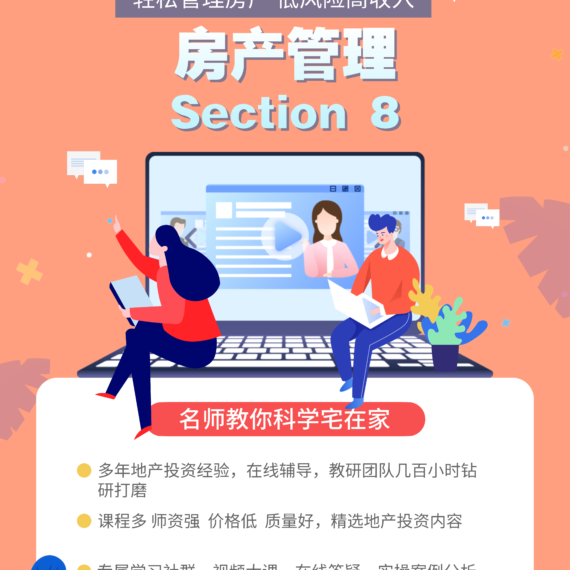 轻松管理房产 低风险高收入
房产管理
Section 8
名师教你科学宅在家
多年地产投资经验，在线辅导，教研团队几百小时钻
研打磨
课程多 师资强 价格低 质量好，精选地产投资内容
专属学习社群，视频大课，在线答疑，实操案例分析